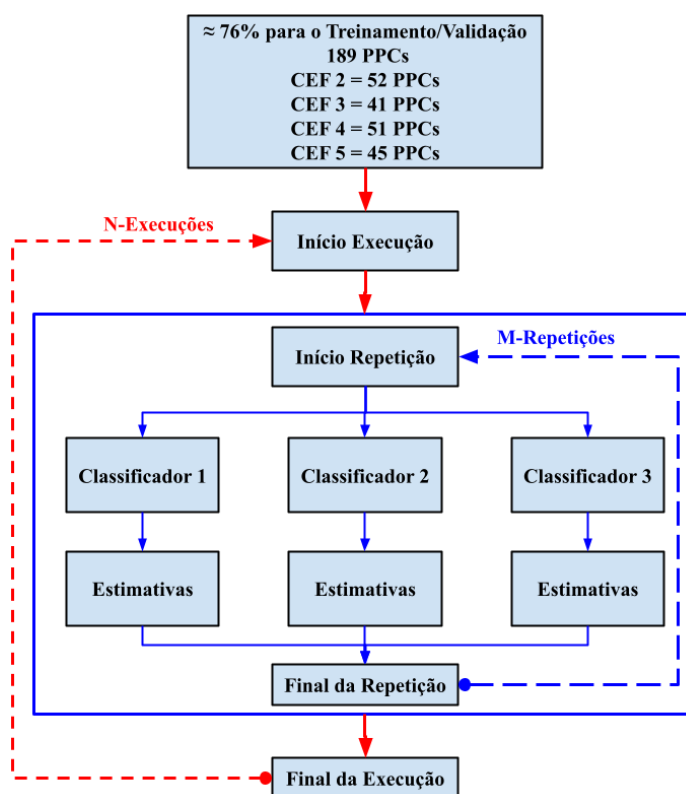 ≈ 76% para o Treinamento/Validação
189 PPCs
CEF 2 = 52 PPCs
CEF 3 = 41 PPCs
CEF 4 = 51 PPCs
CEF 5 = 45 PPCs
N-Execuções
Início Execução
M-Repetições
Início Repetição
Classificador 1
Classificador 2
Classificador 3
Estimativas
Estimativas
Estimativas
Final da Repetição
Final da Execução